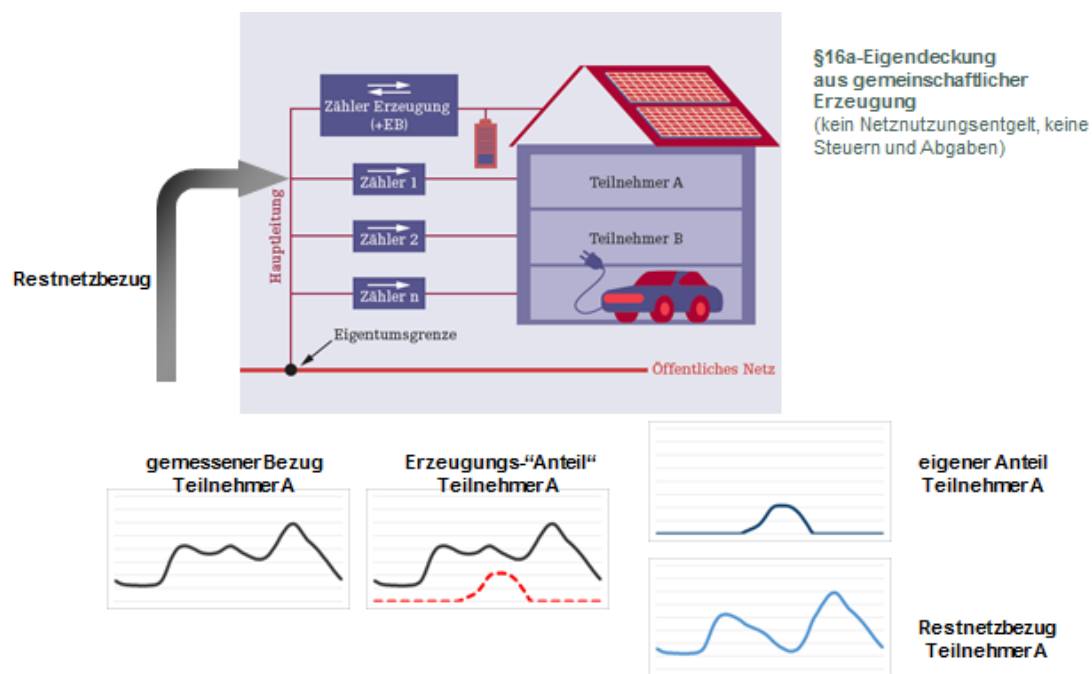 §16a-Eigendeckung
aus gemeinschaftlicher
Erzeugung
(kein Netznutzungsentgelt, keine
Steuern und Abgaben)
Zähler Erzeugung
(+EB)
Zähler 1
Teilnehmer A
Hauptleitung
Zähler 2
Teilnehmer B
Restnetzbezug
Zähler n
Eigentumsgrenze
Öffentliches Netz
gemessener Bezug
Teilnehmer A
Erzeugungs-“Anteil“
Teilnehmer A
eigener Anteil
Teilnehmer A
Restnetzbezug
Teilnehmer A